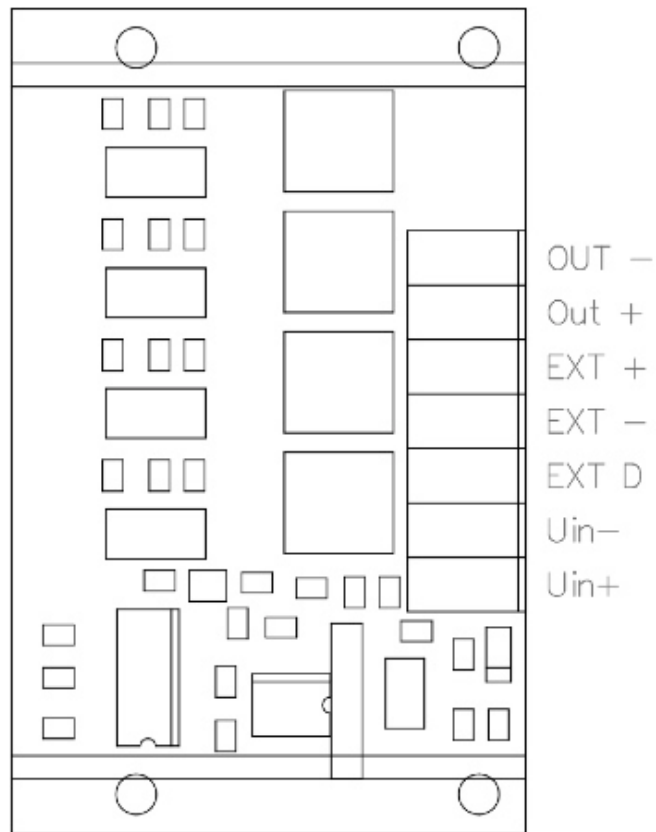 OUT -
Out +
EXT +
EXT -
EXT D
Uin-
Uin+